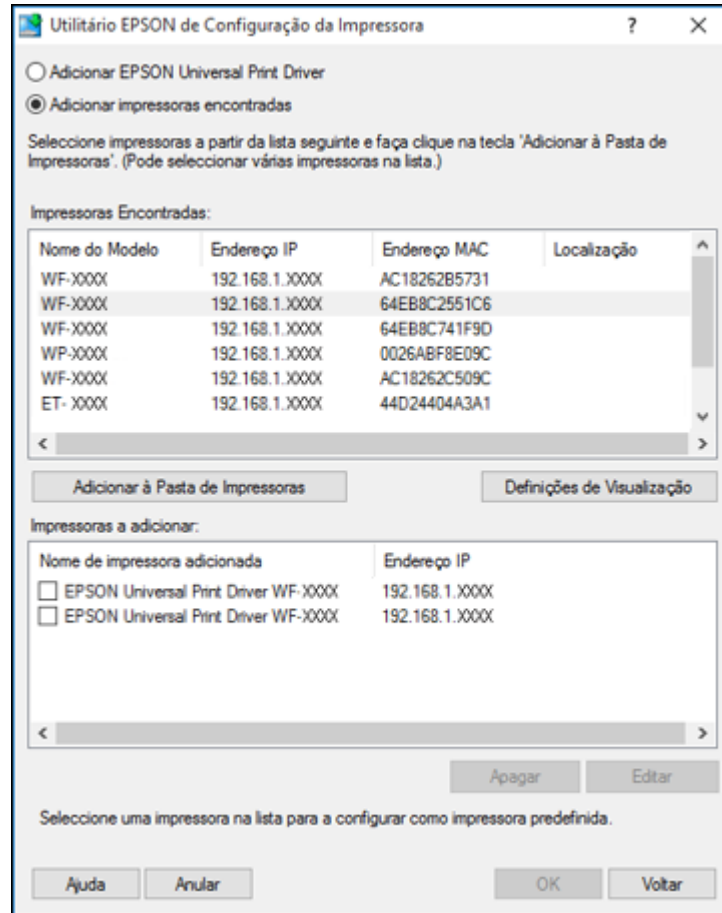 Utilitário EPSON de Configuração da Impressora ? ×
Adicionar EPSON Universal Print Driver
Adicionar impressoras encontradas
Seleccione impressoras a partir da lista seguinte e faça clique na tecla 'Adicionar à Pasta de
Impressoras'. (Pode seleccionar várias impressoras na lista.)
Impressoras Encontradas:
Nome do Modelo Endereço IP Endereço MAC Localização
WF-XXXX 192.168.1.XXXX AC18262B5731
WF-XXXX 192.168.1.XXXX 64EB8C2551C6
WF-XXXX 192.168.1.XXXX 64EB8C741F9D
WP-XXXX 192.168.1.XXXX 0026ABF8E09C
WF-XXXX 192.168.1.XXXX AC18262C509C
ET- XXXX 192.168.1.XXXX 44D24404A3A1
Adicionar à Pasta de Impressoras Definições de Visualização
Impressoras a adicionar:
Nome de impressora adicionada Endereço IP
EPSON Universal Print Driver WF-XXXX 192.168.1.XXXX
EPSON Universal Print Driver WF-XXXX 192.168.1.XXXX
Apagar Editar
Seleccione uma impressora na lista para a configurar como impressora predefinida.
Ajuda Anular OK Voltar